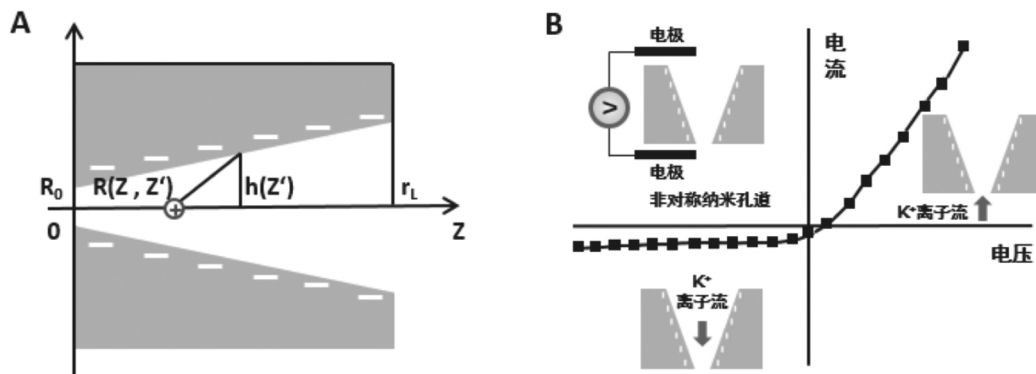 A
R₀
R(Z , Z‘)
h(Z‘)
r_L
0
Z
B
电极
V
电极
非对称纳米孔道
电
流
K⁺离子流
电压
K⁺
离子流